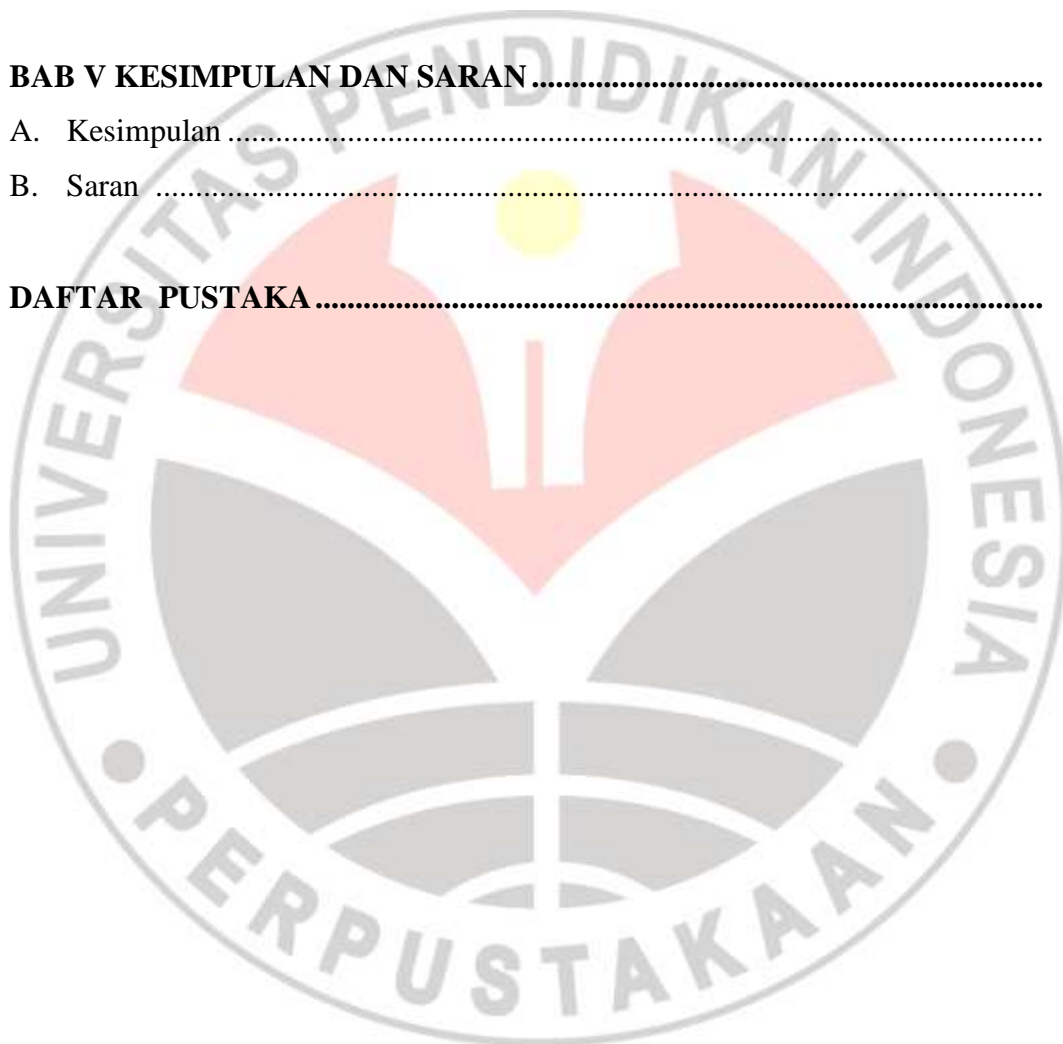 BAB V KESIMPULAN DAN SARAN..................................................................
A. Kesimpulan .......................................................................................................
B. Saran ................................................................................................................
DAFTAR PUSTAKA..............................................................................................
UNIVERSITAS PENDIDIKAN INDONESIA
PERPUSTAKAAN